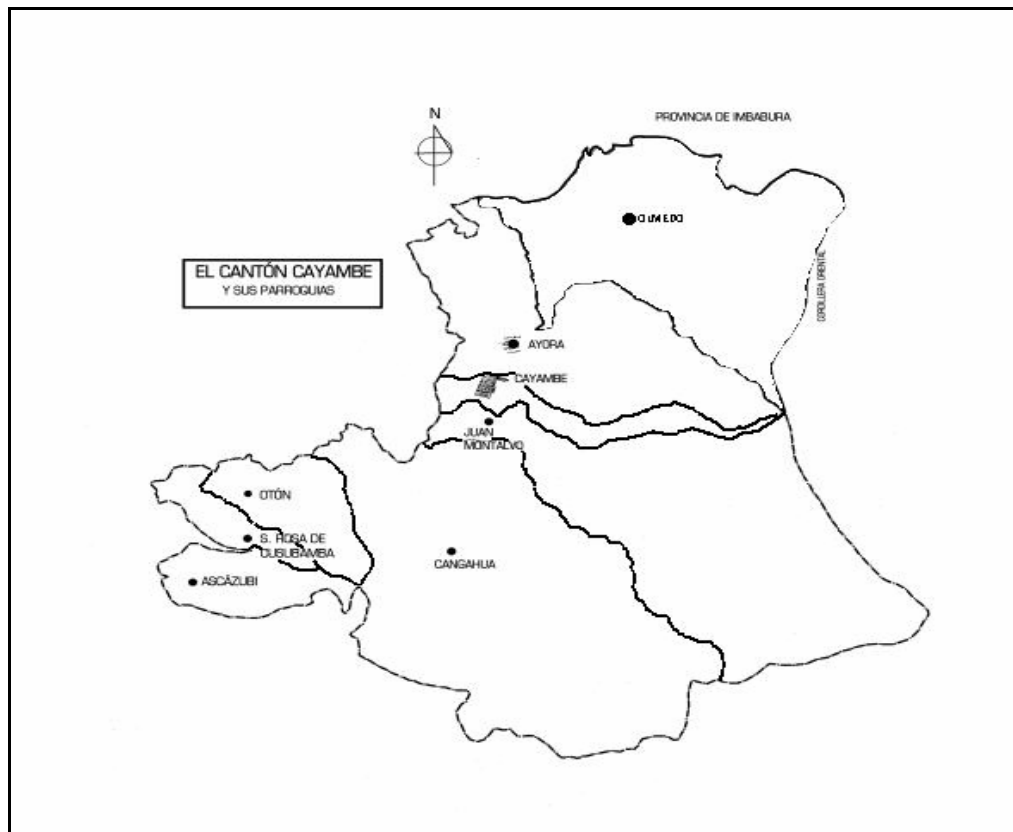 PROVINCIA DE IMBABURA
N
OLMEDO
EL CANTÓN CAYAMBE
Y SUS PARROQUIAS
CORDILLERA ORIENTAL
AYORA
CAYAMBE
JUAN
MONTALVO
OTÓN
S. ROSA DE
CUSUBAMBA
CANGAHUA
ASCÁZUBI